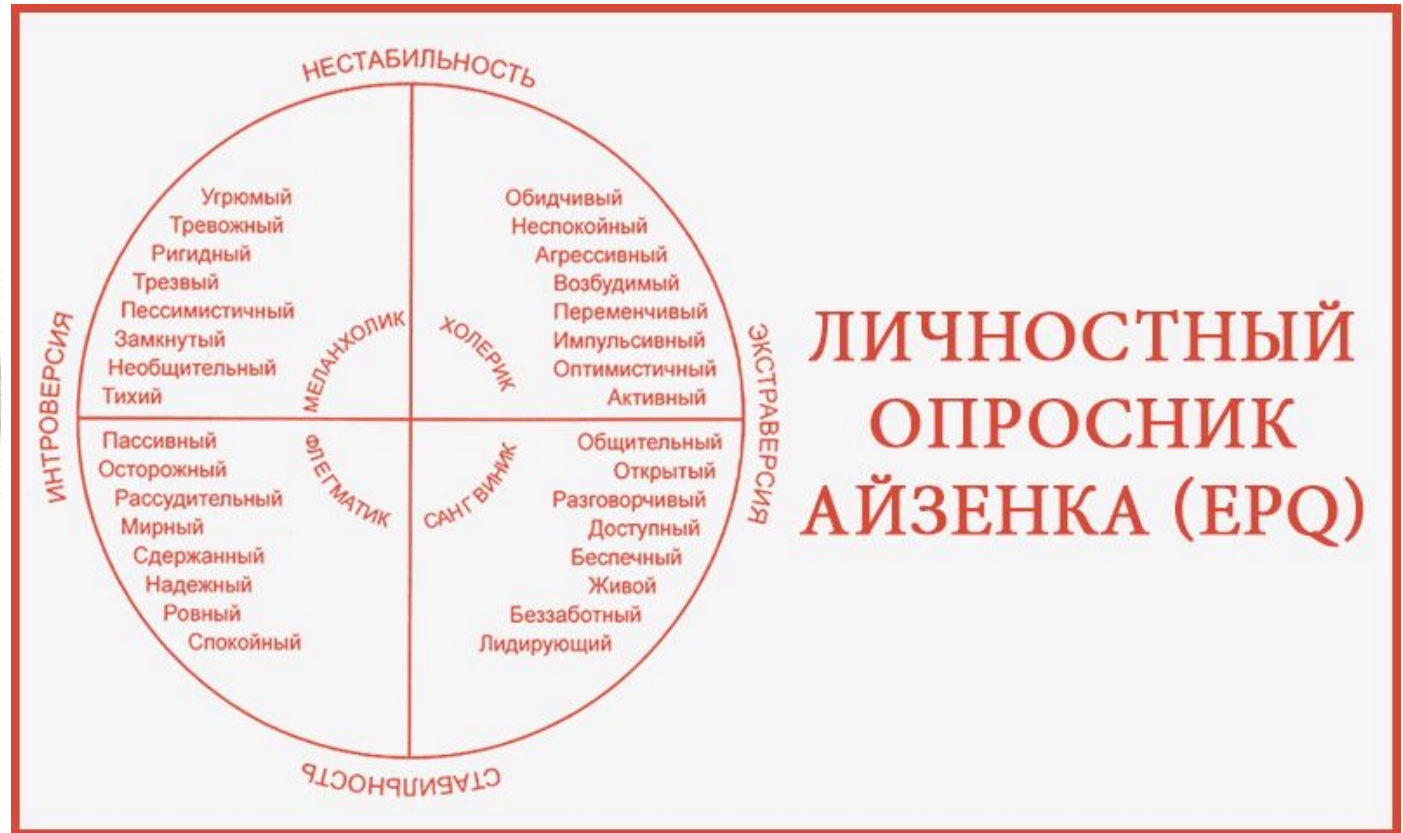 НЕСТАБИЛЬНОСТЬ
Угрюмый
Тревожный
Ригидный
Трезвый
Пессимистичный
Замкнутый
Необщительный
Тихий
МЕЛАНХОЛИК
Обидчивый
Неспокойный
Агрессивный
Возбудимый
Переменчивый
Импульсивный
Оптимистичный
Активный
ХОЛЕРИК
ИНТРОВЕРСИЯ
ЭКСТРАВЕРСИЯ
Пассивный
Осторожный
Рассудительный
Мирный
Сдержанный
Надежный
Ровный
Спокойный
ФЛЕГМАТИК
Общительный
Открытый
Разговорчивый
Доступный
Беспечный
Живой
Беззаботный
Лидирующий
САНГВИНИК
СТАБИЛЬНОСТЬ
ЛИЧНОСТНЫЙ
ОПРОСНИК
АЙЗЕНКА (EPQ)